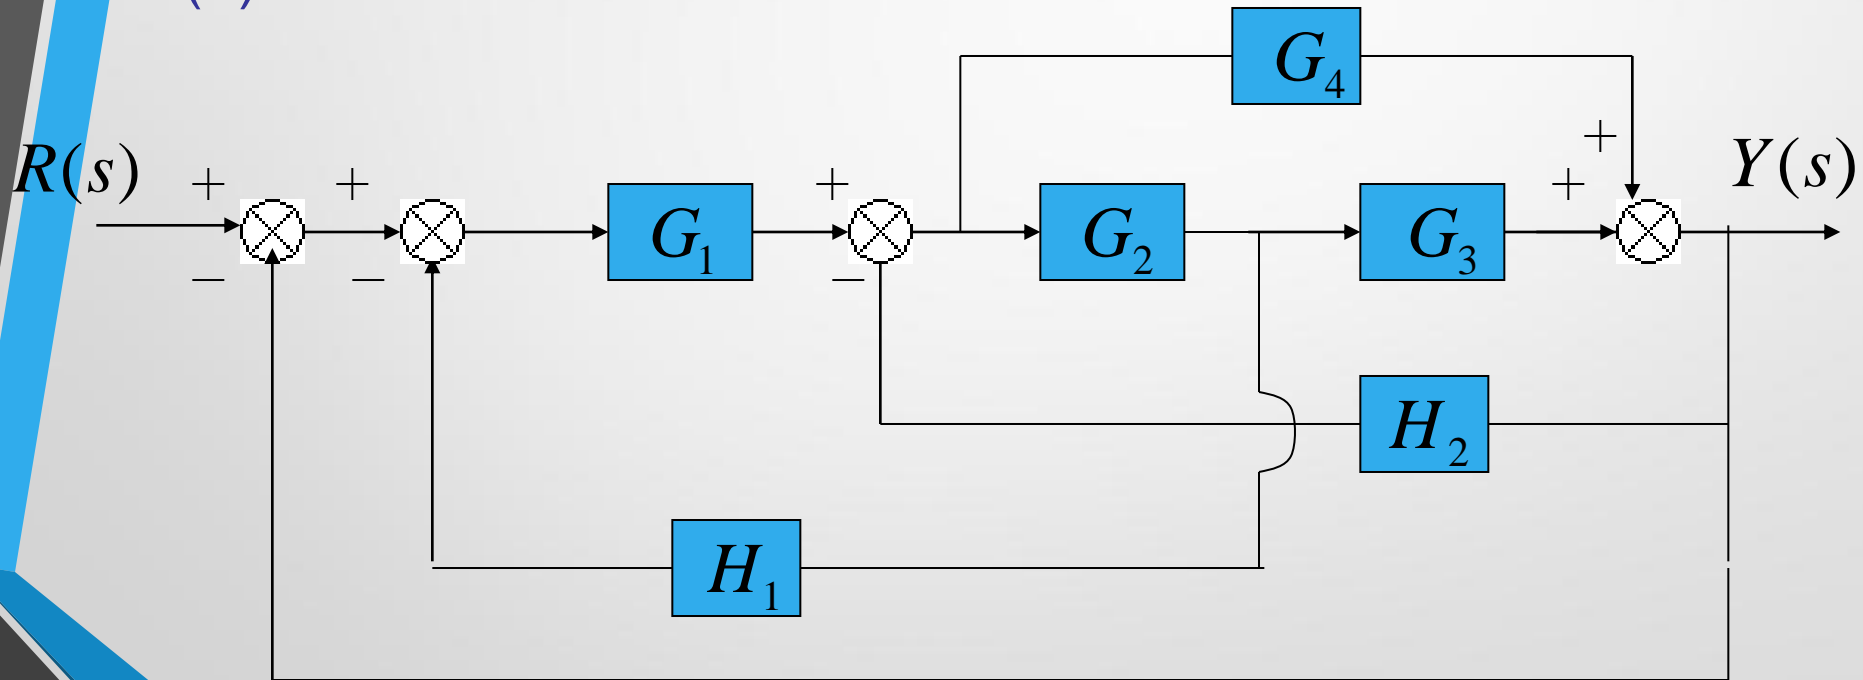 G₄
+
R(s) + + + + Y(s)
G₁ G₂ G₃
− − −
H₂
H₁